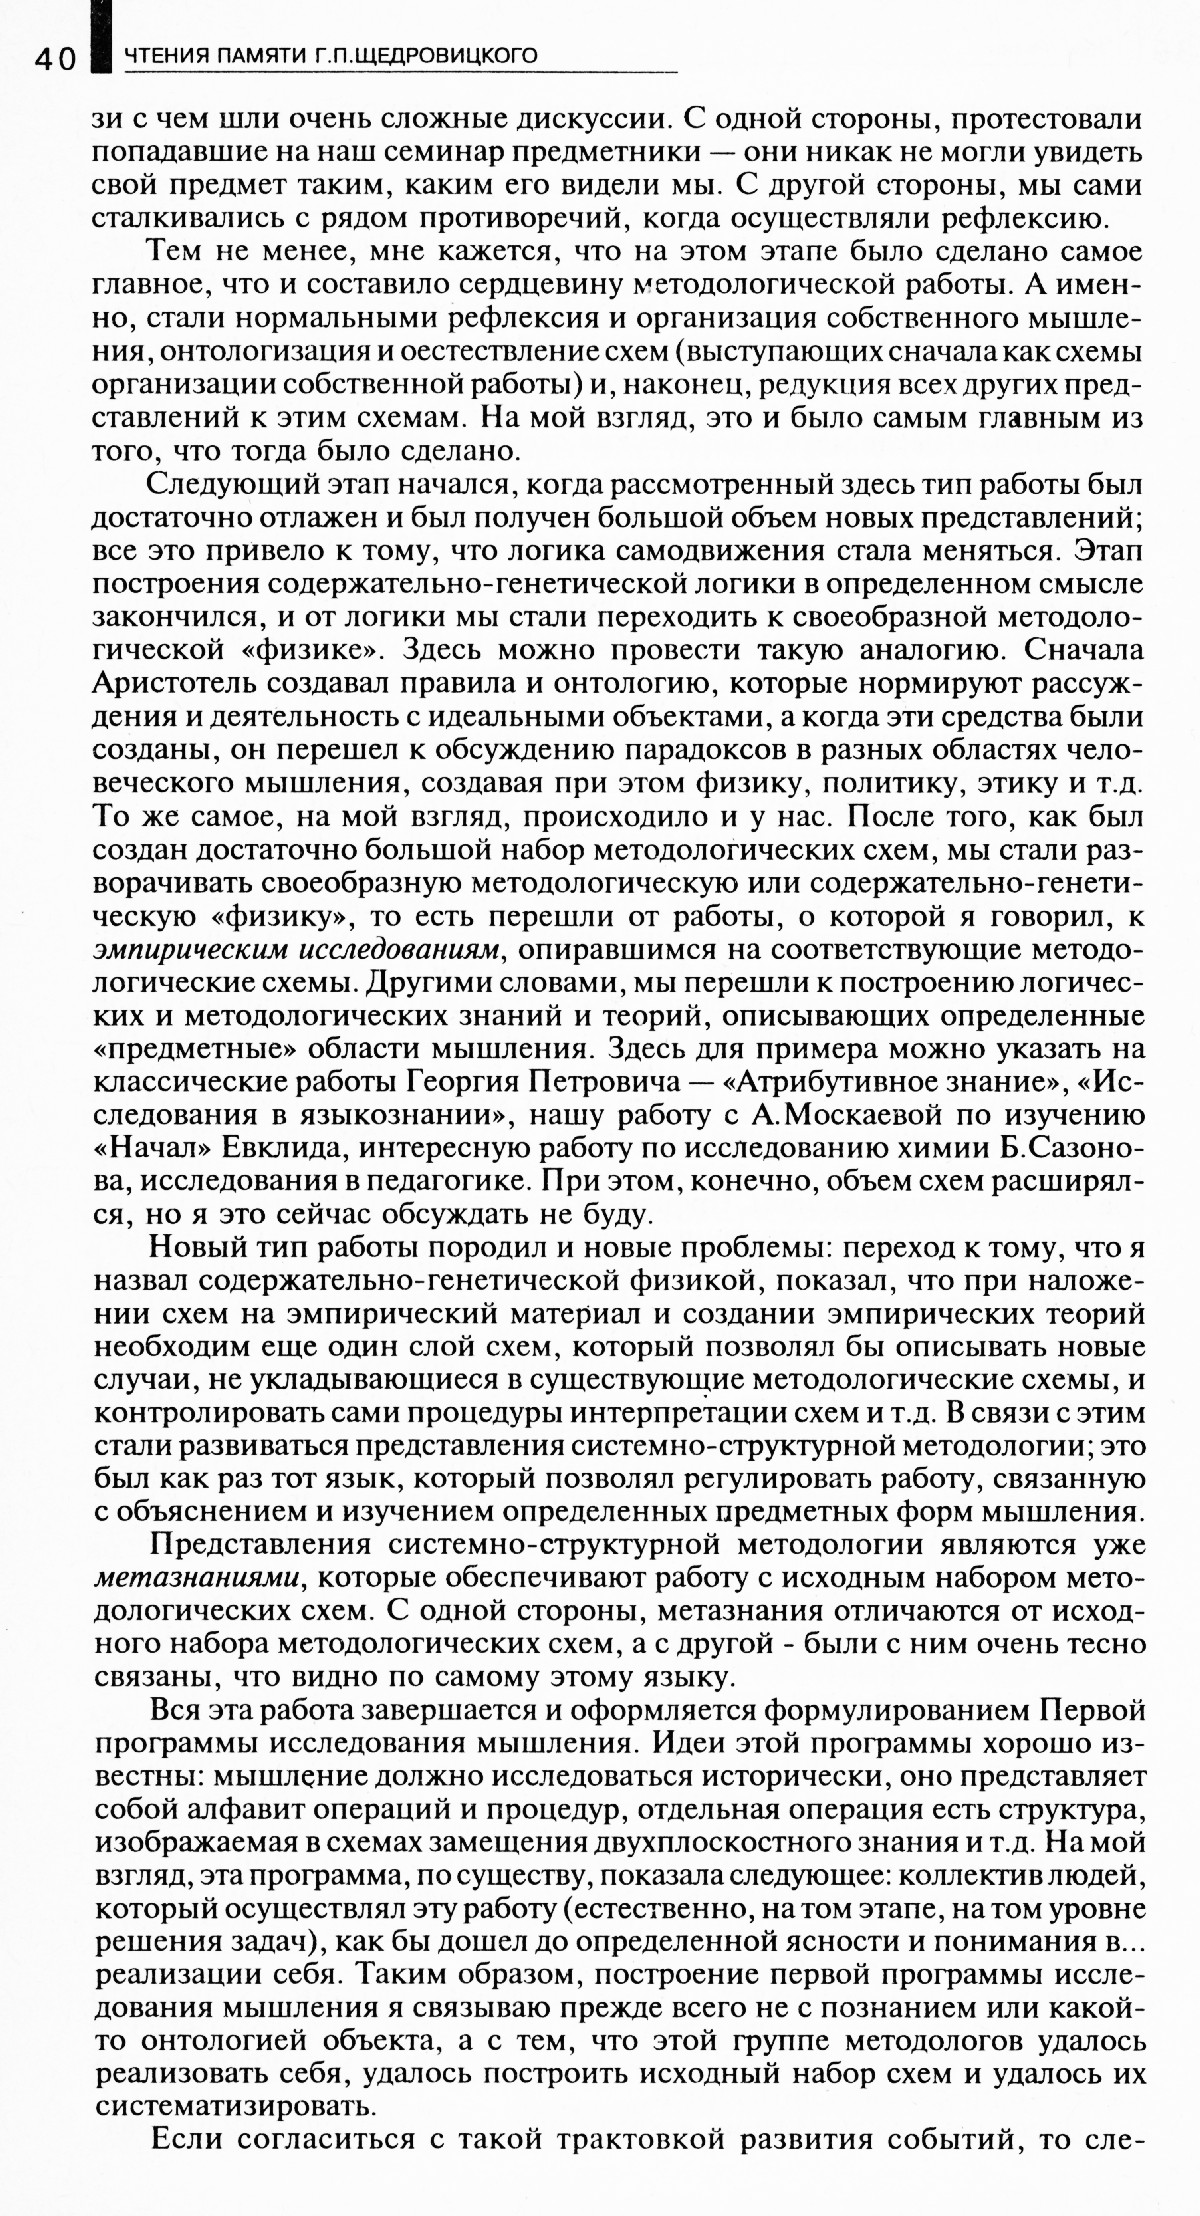 40 ЧТЕНИЯ ПАМЯТИ Г.П.ЩЕДРОВИЦКОГО
зи с чем шли очень сложные дискуссии. С одной стороны, протестовали
попадавшие на наш семинар предметники — они никак не могли увидеть
свой предмет таким, каким его видели мы. С другой стороны, мы сами
сталкивались с рядом противоречий, когда осуществляли рефлексию.
Тем не менее, мне кажется, что на этом этапе было сделано самое
главное, что и составило сердцевину методологической работы. А имен-
но, стали нормальными рефлексия и организация собственного мышле-
ния, онтологизация и оестествление схем (выступающих сначала как схемы
организации собственной работы) и, наконец, редукция всех других пред-
ставлений к этим схемам. На мой взгляд, это и было самым главным из
того, что тогда было сделано.
Следующий этап начался, когда рассмотренный здесь тип работы был
достаточно отлажен и был получен большой объем новых представлений;
все это привело к тому, что логика самодвижения стала меняться. Этап
построения содержательно-генетической логики в определенном смысле
закончился, и от логики мы стали переходить к своеобразной методоло-
гической «физике». Здесь можно провести такую аналогию. Сначала
Аристотель создавал правила и онтологию, которые нормируют рассуж-
дения и деятельность с идеальными объектами, а когда эти средства были
созданы, он перешел к обсуждению парадоксов в разных областях чело-
веческого мышления, создавая при этом физику, политику, этику и т.д.
То же самое, на мой взгляд, происходило и у нас. После того, как был
создан достаточно большой набор методологических схем, мы стали раз-
ворачивать своеобразную методологическую или содержательно-генети-
ческую «физику», то есть перешли от работы, о которой я говорил, к
эмпирическим исследованиям, опиравшимся на соответствующие методо-
логические схемы. Другими словами, мы перешли к построению логичес-
ких и методологических знаний и теорий, описывающих определенные
«предметные» области мышления. Здесь для примера можно указать на
классические работы Георгия Петровича — «Атрибутивное знание», «Ис-
следования в языкознании», нашу работу с А.Москаевой по изучению
«Начал» Евклида, интересную работу по исследованию химии Б.Сазоно-
ва, исследования в педагогике. При этом, конечно, объем схем расширял-
ся, но я это сейчас обсуждать не буду.
Новый тип работы породил и новые проблемы: переход к тому, что я
назвал содержательно-генетической физикой, показал, что при наложе-
нии схем на эмпирический материал и создании эмпирических теорий
необходим еще один слой схем, который позволял бы описывать новые
случаи, не укладывающиеся в существующие методологические схемы, и
контролировать сами процедуры интерпретации схем и т.д. В связи с этим
стали развиваться представления системно-структурной методологии; это
был как раз тот язык, который позволял регулировать работу, связанную
с объяснением и изучением определенных предметных форм мышления.
Представления системно-структурной методологии являются уже
метазнаниями, которые обеспечивают работу с исходным набором мето-
дологических схем. С одной стороны, метазнания отличаются от исход-
ного набора методологических схем, а с другой - были с ним очень тесно
связаны, что видно по самому этому языку.
Вся эта работа завершается и оформляется формулированием Первой
программы исследования мышления. Идеи этой программы хорошо из-
вестны: мышление должно исследоваться исторически, оно представляет
собой алфавит операций и процедур, отдельная операция есть структура,
изображаемая в схемах замещения двухплоскостного знания и т.д. На мой
взгляд, эта программа, по существу, показала следующее: коллектив людей,
который осуществлял эту работу (естественно, на том этапе, на том уровне
решения задач), как бы дошел до определенной ясности и понимания в...
реализации себя. Таким образом, построение первой программы иссле-
дования мышления я связываю прежде всего не с познанием или какой-
то онтологией объекта, а с тем, что этой группе методологов удалось
реализовать себя, удалось построить исходный набор схем и удалось их
систематизировать.
Если согласиться с такой трактовкой развития событий, то сле-